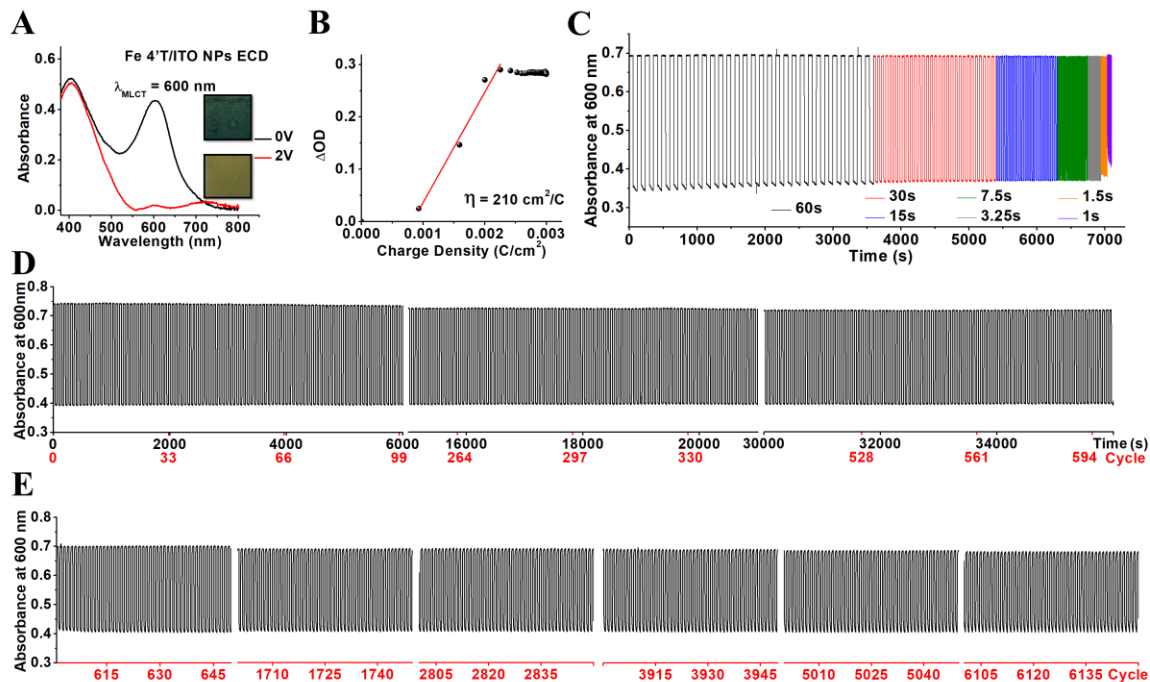 A
Fe 4'T/ITO NPs ECD
λMLCT = 600 nm
0V
2V
0.6
0.4
0.2
0.0
Absorbance
400 500 600 700 800
Wavelength (nm)
B
0.3
0.2
0.1
0.0
ΔOD
η = 210 cm²/C
0.000 0.001 0.002 0.003
Charge Density (C/cm²)
C
0.7
0.6
0.5
0.4
0.3
Absorbance at 600 nm
60s
30s 7.5s 1.5s
15s 3.25s 1s
0 1000 2000 3000 4000 5000 6000 7000
Time (s)
D
0.8
0.7
0.6
0.5
0.4
0.3
Absorbance at 600nm
0 2000 4000 6000 16000 18000 20000 30000 32000 34000 Time (s)
0 33 66 99 264 297 330 528 561 594 Cycle
E
0.8
0.7
0.6
0.5
0.4
0.3
Absorbance at 600 nm
615 630 645 1710 1725 1740 2805 2820 2835 3915 3930 3945 5010 5025 5040 6105 6120 6135 Cycle